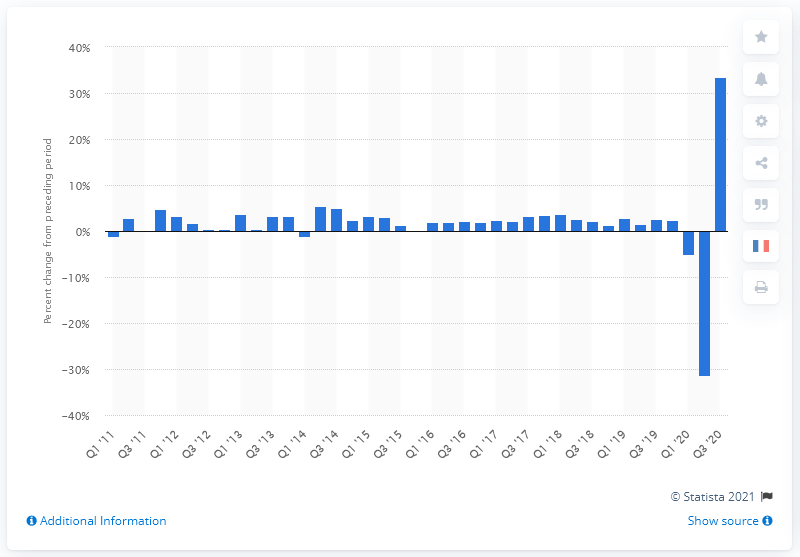 40%
30%
20%
10%
0%
-10%
-20%
-30%
-40%
Percent change from preceding period
Q1 '11
Q3 '11
Q1 '12
Q3 '12
Q1 '13
Q3 '13
Q1 '14
Q3 '14
Q1 '15
Q3 '15
Q1 '16
Q3 '16
Q1 '17
Q3 '17
Q1 '18
Q3 '18
Q1 '19
Q3 '19
Q1 '20
Q3 '20
© Statista 2021
Additional Information
Show source